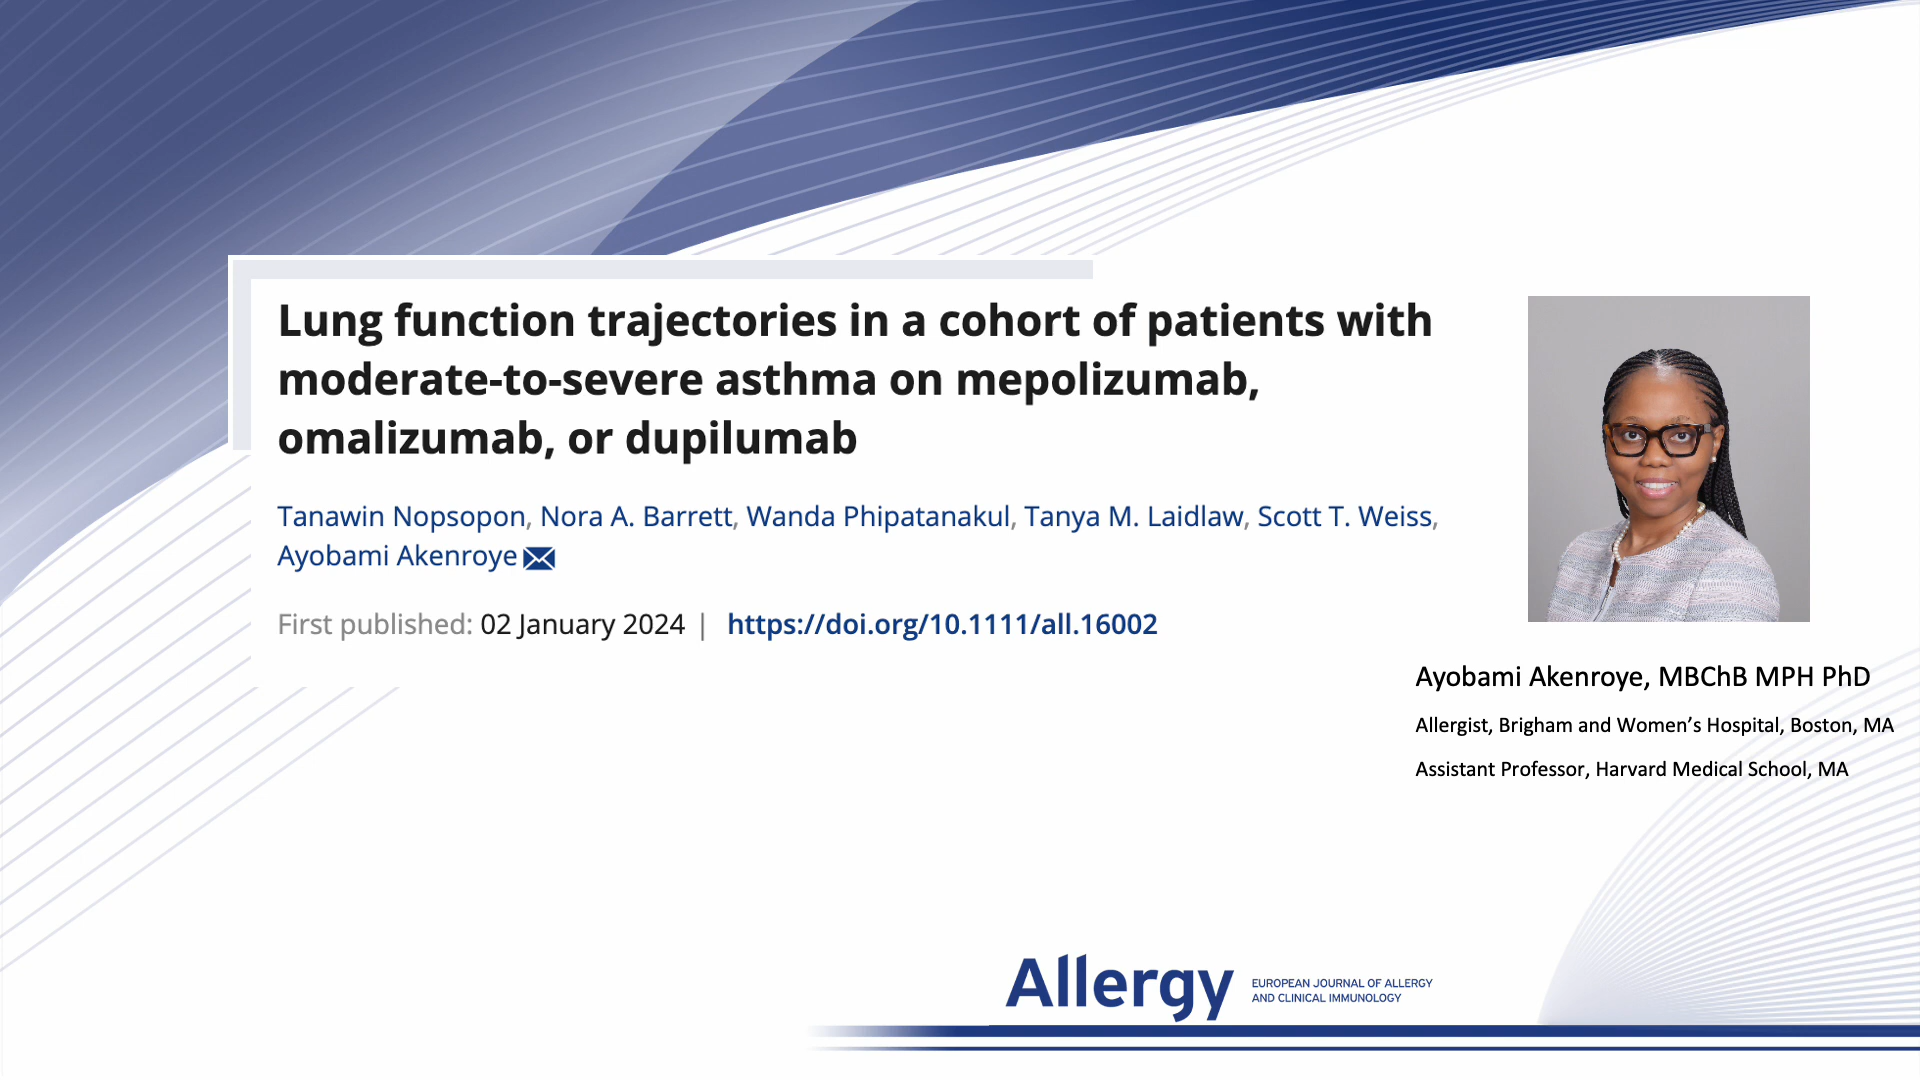 Lung function trajectories in a cohort of patients with
moderate-to-severe asthma on mepolizumab,
omalizumab, or dupilumab
Tanawin Nopsopon, Nora A. Barrett, Wanda Phipatanakul, Tanya M. Laidlaw, Scott T. Weiss,
Ayobami Akenroye
First published: 02 January 2024 | https://doi.org/10.1111/all.16002
Ayobami Akenroye, MBChB MPH PhD
Allergist, Brigham and Women’s Hospital, Boston, MA
Assistant Professor, Harvard Medical School, MA
Allergy
EUROPEAN JOURNAL OF ALLERGY
AND CLINICAL IMMUNOLOGY